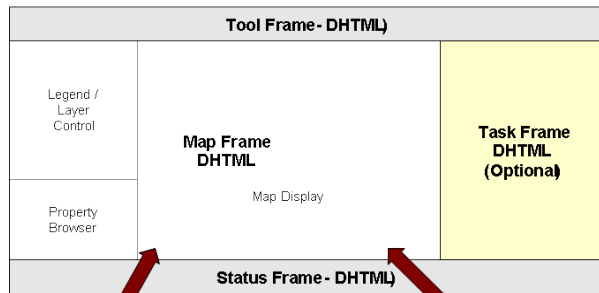 Tool Frame- DHTML)
Legend /
Layer
Control
Map Frame
DHTML
Map Display
Task Frame
DHTML
(Optional)
Property
Browser
Status Frame - DHTML)